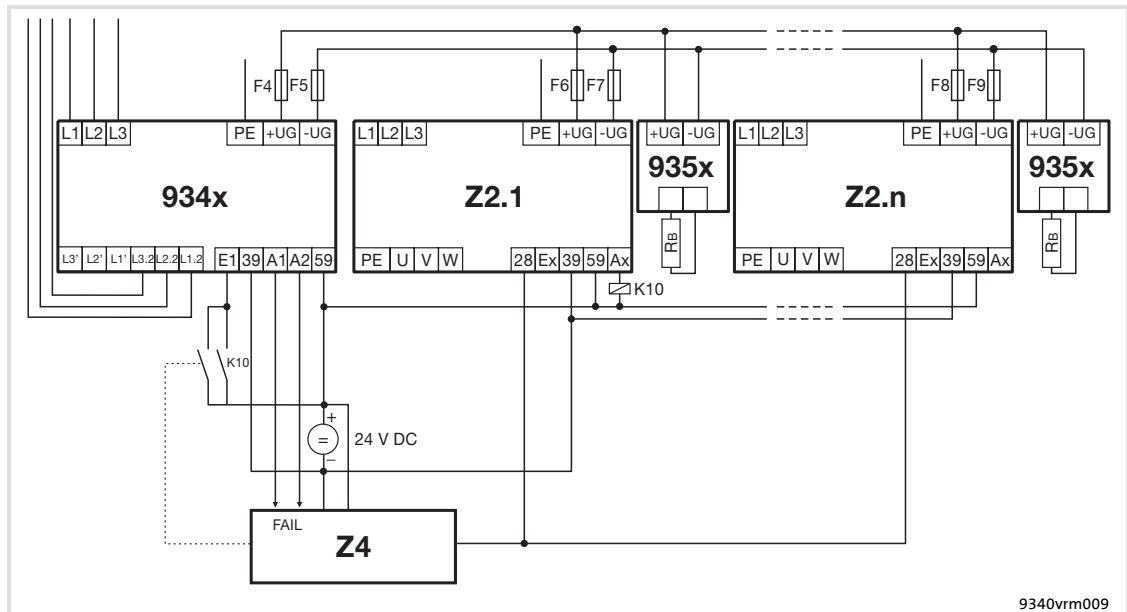 F4 F5 F6 F7 F8 F9
L1 L2 L3 PE +UG -UG
L1 L2 L3 PE +UG -UG
+UG -UG
L1 L2 L3 PE +UG -UG
+UG -UG
934x
Z2.1
935x
Z2.n
935x
RB
RB
L3' L2' L1' L3.2 L2.2 L1.2 E1 39 A1 A2 59
PE U V W 28 Ex 39 59 Ax
PE U V W 28 Ex 39 59 Ax
K10
K10
+
= 24 V DC
−
FAIL
Z4
9340vrm009